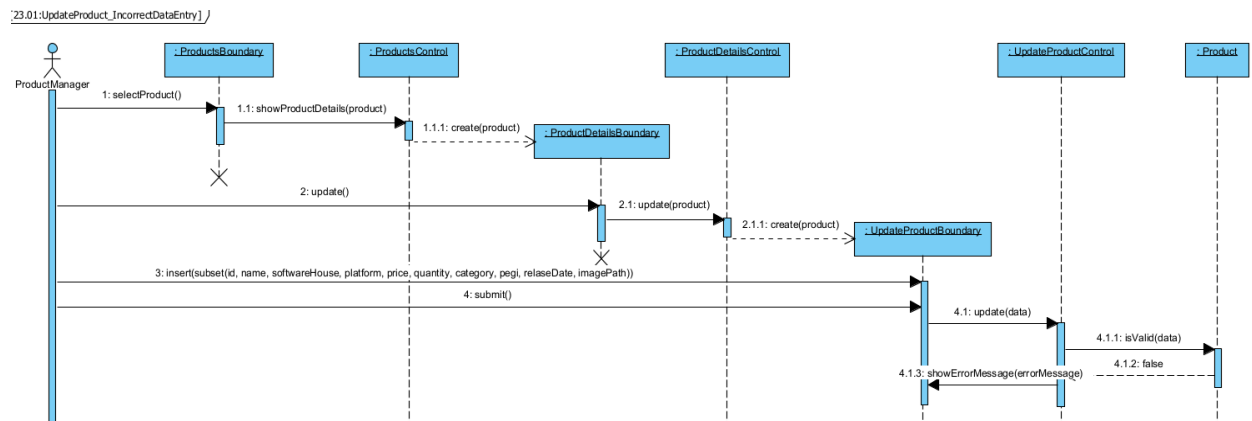 [23.01:UpdateProduct_IncorrectDataEntry]
: ProductsBoundary
: ProductsControl
: ProductDetailsControl
: UpdateProductControl
: Product
ProductManager
1: selectProduct()
1.1: showProductDetails(product)
1.1.1: create(product)
: ProductDetailsBoundary
2: update()
2.1: update(product)
2.1.1: create(product)
: UpdateProductBoundary
3: insert(subset(id, name, softwareHouse, platform, price, quantity, category, pegi, relaseDate, imagePath))
4: submit()
4.1: update(data)
4.1.1: isValid(data)
4.1.2: false
4.1.3: showErrorMessage(errorMessage)